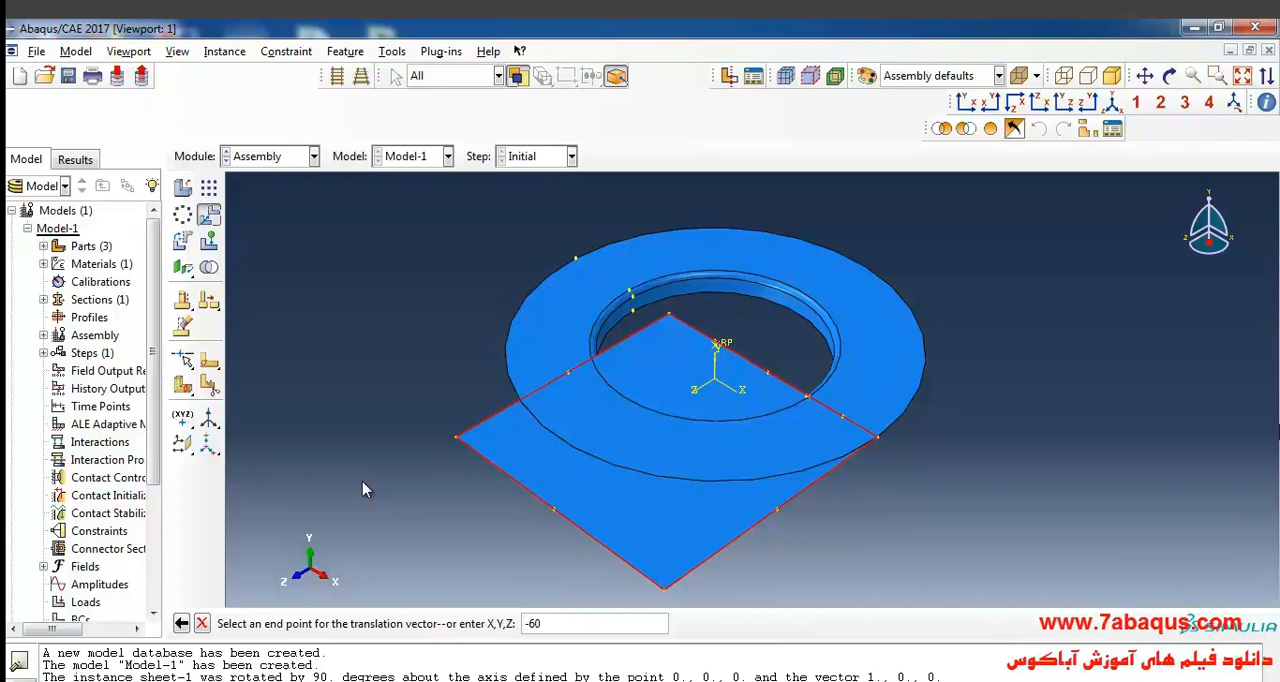 Abaqus/CAE 2017 [Viewport: 1]
File Model Viewport View Instance Constraint Feature Tools Plug-ins Help
All Assembly defaults
1 2 3 4
Model Results Module: Assembly Model: Model-1 Step: Initial
Model
Models (1)
Model-1
Parts (3)
Materials (1)
Calibrations
Sections (1)
Profiles
Assembly
Steps (1)
Field Output Re
History Output
Time Points
ALE Adaptive M
Interactions
Interaction Pro
Contact Contro
Contact Initializ
Contact Stabiliz
Constraints
Connector Sect
Fields
Amplitudes
Loads
BCs
(XYZ)
Y
Z X
RP
Y
Z X
Y
Z X
Select an end point for the translation--or--enter X,Y,Z: -60
www.7abaqus.com
SIMULIA
دانلود فیلم های آموزش آباکوس
A new model database has been created.
The model "Model-1" has been created.
The instance sheet-1 was rotated by 90. degrees about the axis defined by the point 0., 0., 0. and the vector 1., 0., 0.